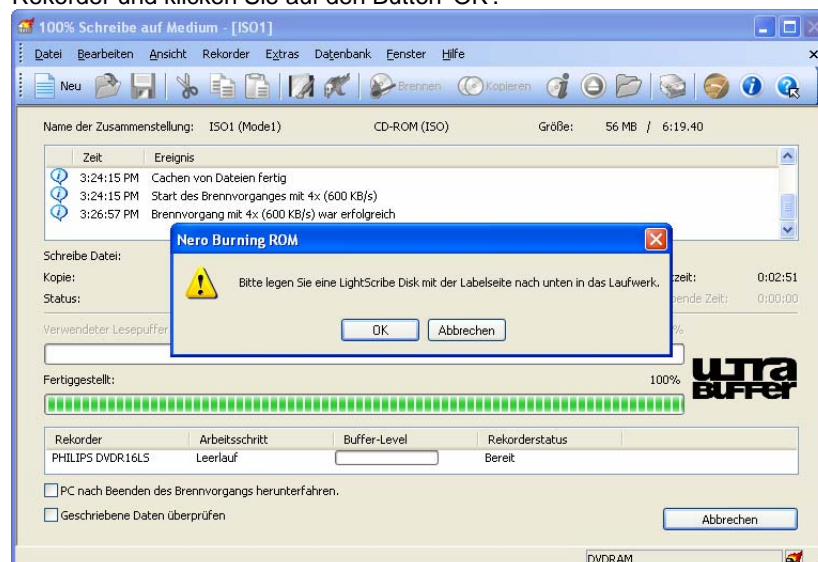 Rekorder und klicken Sie auf den Button 'OK'.
100% Schreibe auf Medium - [ISO1]
Datei Bearbeiten Ansicht Rekorder Extras Datenbank Fenster Hilfe
Neu Brennen Kopieren
Name der Zusammenstellung: ISO1 (Mode1) CD-ROM (ISO) Größe: 56 MB / 6:19.40
Zeit Ereignis
3:24:15 PM Cachen von Dateien fertig
3:24:15 PM Start des Brennvorganges mit 4x (600 KB/s)
3:26:57 PM Brennvorgang mit 4x (600 KB/s) war erfolgreich
Nero Burning ROM
Bitte legen Sie eine LightScribe Disk mit der Labelseite nach unten in das Laufwerk.
OK Abbrechen
Schreibe Datei:
Kopie: 0:02:51
Status: Zeit: 0:00:00
Verwendeter Lesepuffer %
Fertiggestellt: 100%
ULTRA
BUFFER
Rekorder Arbeitsschritt Buffer-Level Rekorderstatus
PHILIPS DVDR16LS Leerlauf Bereit
PC nach Beenden des Brennvorgangs herunterfahren.
Geschriebene Daten überprüfen
Abbrechen
DVDRAM